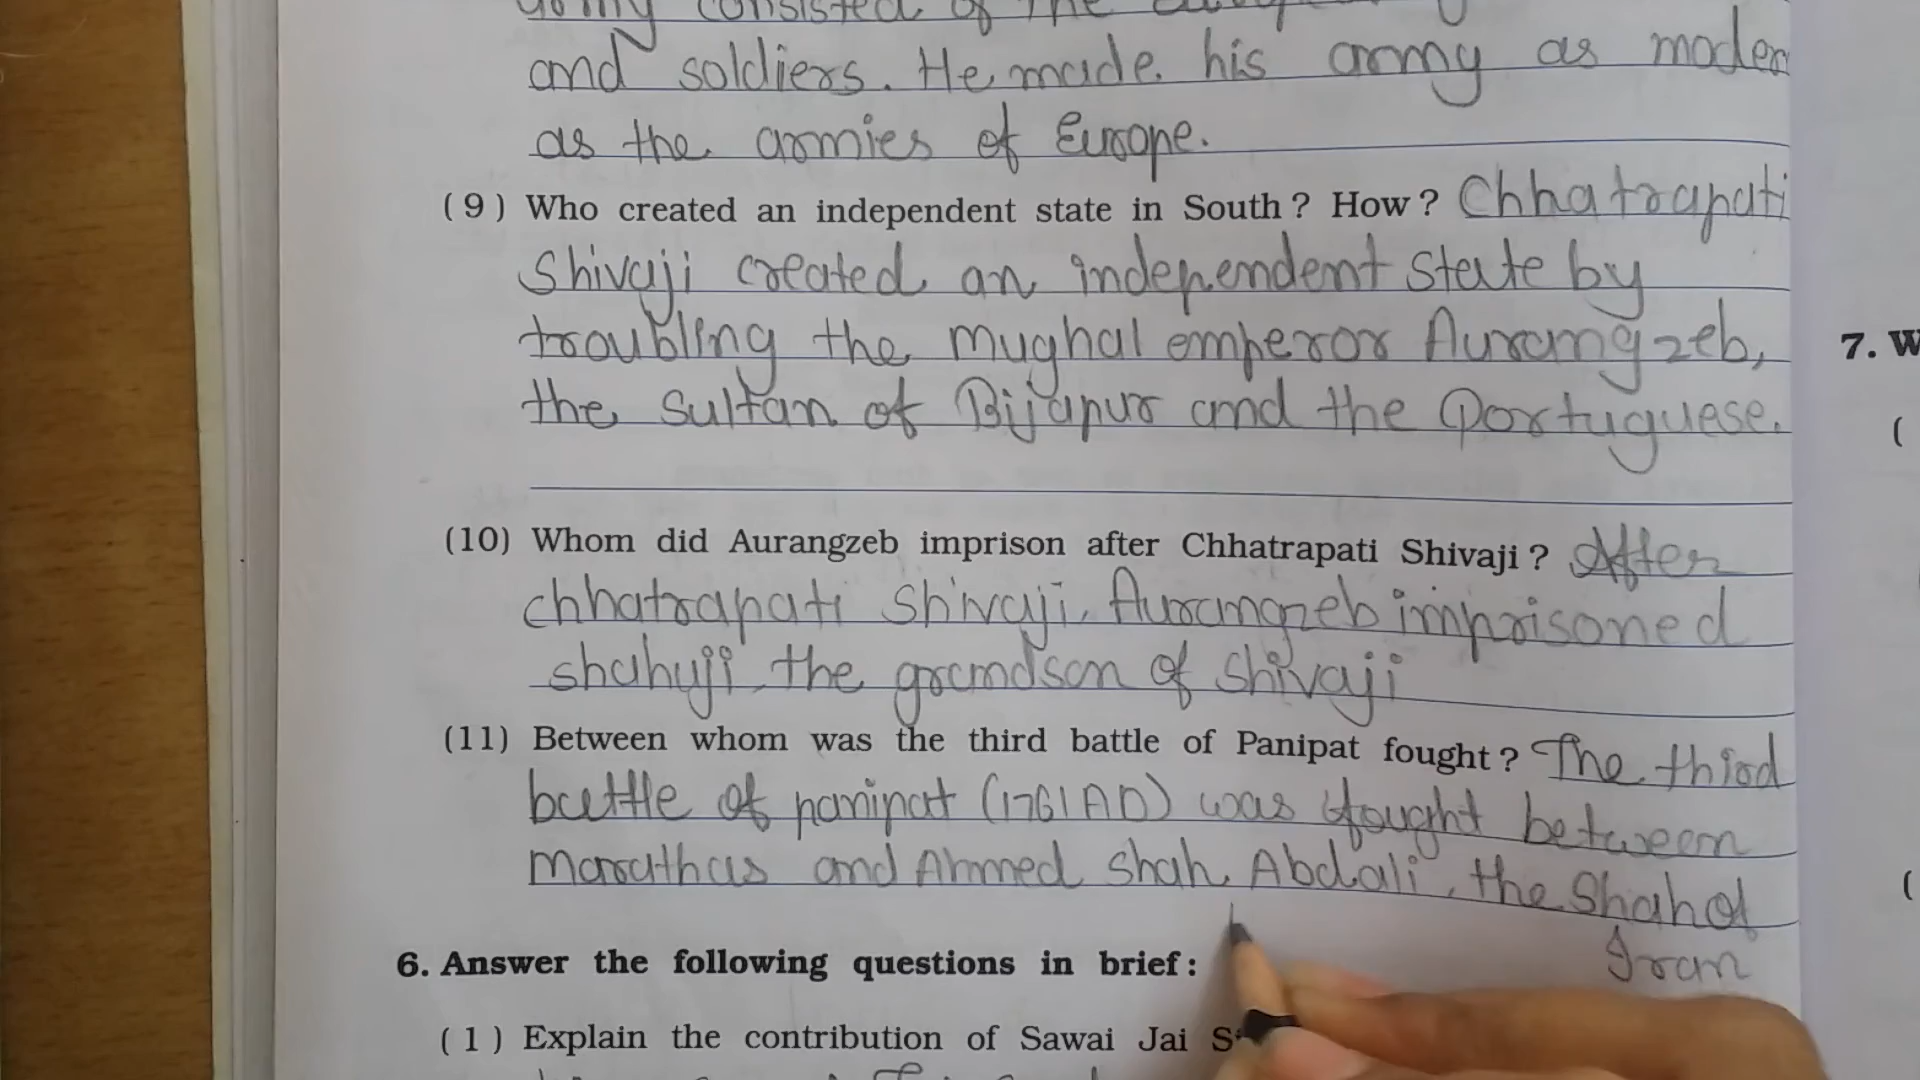 army consisted of the
and soldiers. He made his army as modern
as the armies of Europe.
(9) Who created an independent state in South? How? Chhatrapati
Shivaji created an independent state by
troubling the mughal emperor Aurangzeb,
the sultan of Bijapur and the Portuguese.
(10) Whom did Aurangzeb imprison after Chhatrapati Shivaji? After
chhatrapati Shivaji, Aurangzeb imprisoned
shahuji, the grandson of Shivaji
(11) Between whom was the third battle of Panipat fought? The third
battle of panipat (1761 AD) was fought between
Marathas and Ahmed Shah Abdali, the Shah of
Iran
6. Answer the following questions in brief:
(1) Explain the contribution of Sawai Jai
7. W
(
(